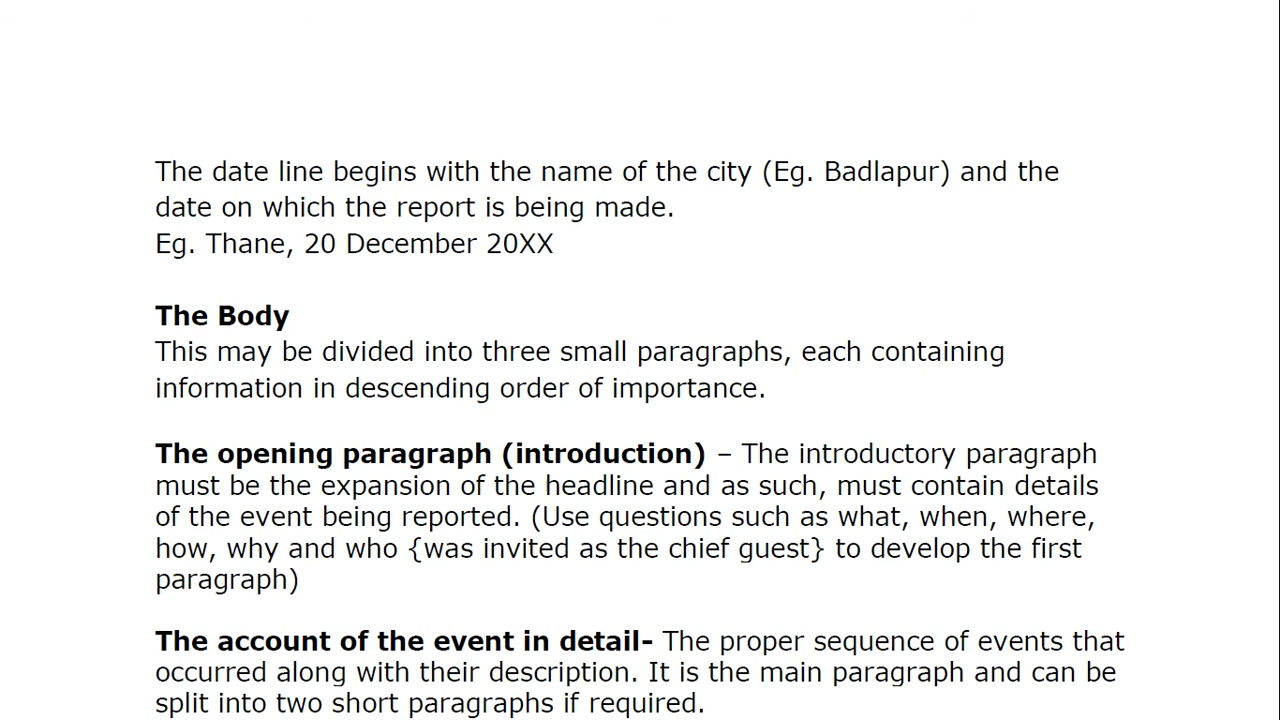 The date line begins with the name of the city (Eg. Badlapur) and the
date on which the report is being made.
Eg. Thane, 20 December 20XX
The Body
This may be divided into three small paragraphs, each containing
information in descending order of importance.
The opening paragraph (introduction) – The introductory paragraph
must be the expansion of the headline and as such, must contain details
of the event being reported. (Use questions such as what, when, where,
how, why and who {was invited as the chief guest} to develop the first
paragraph)
The account of the event in detail- The proper sequence of events that
occurred along with their description. It is the main paragraph and can be
split into two short paragraphs if required.